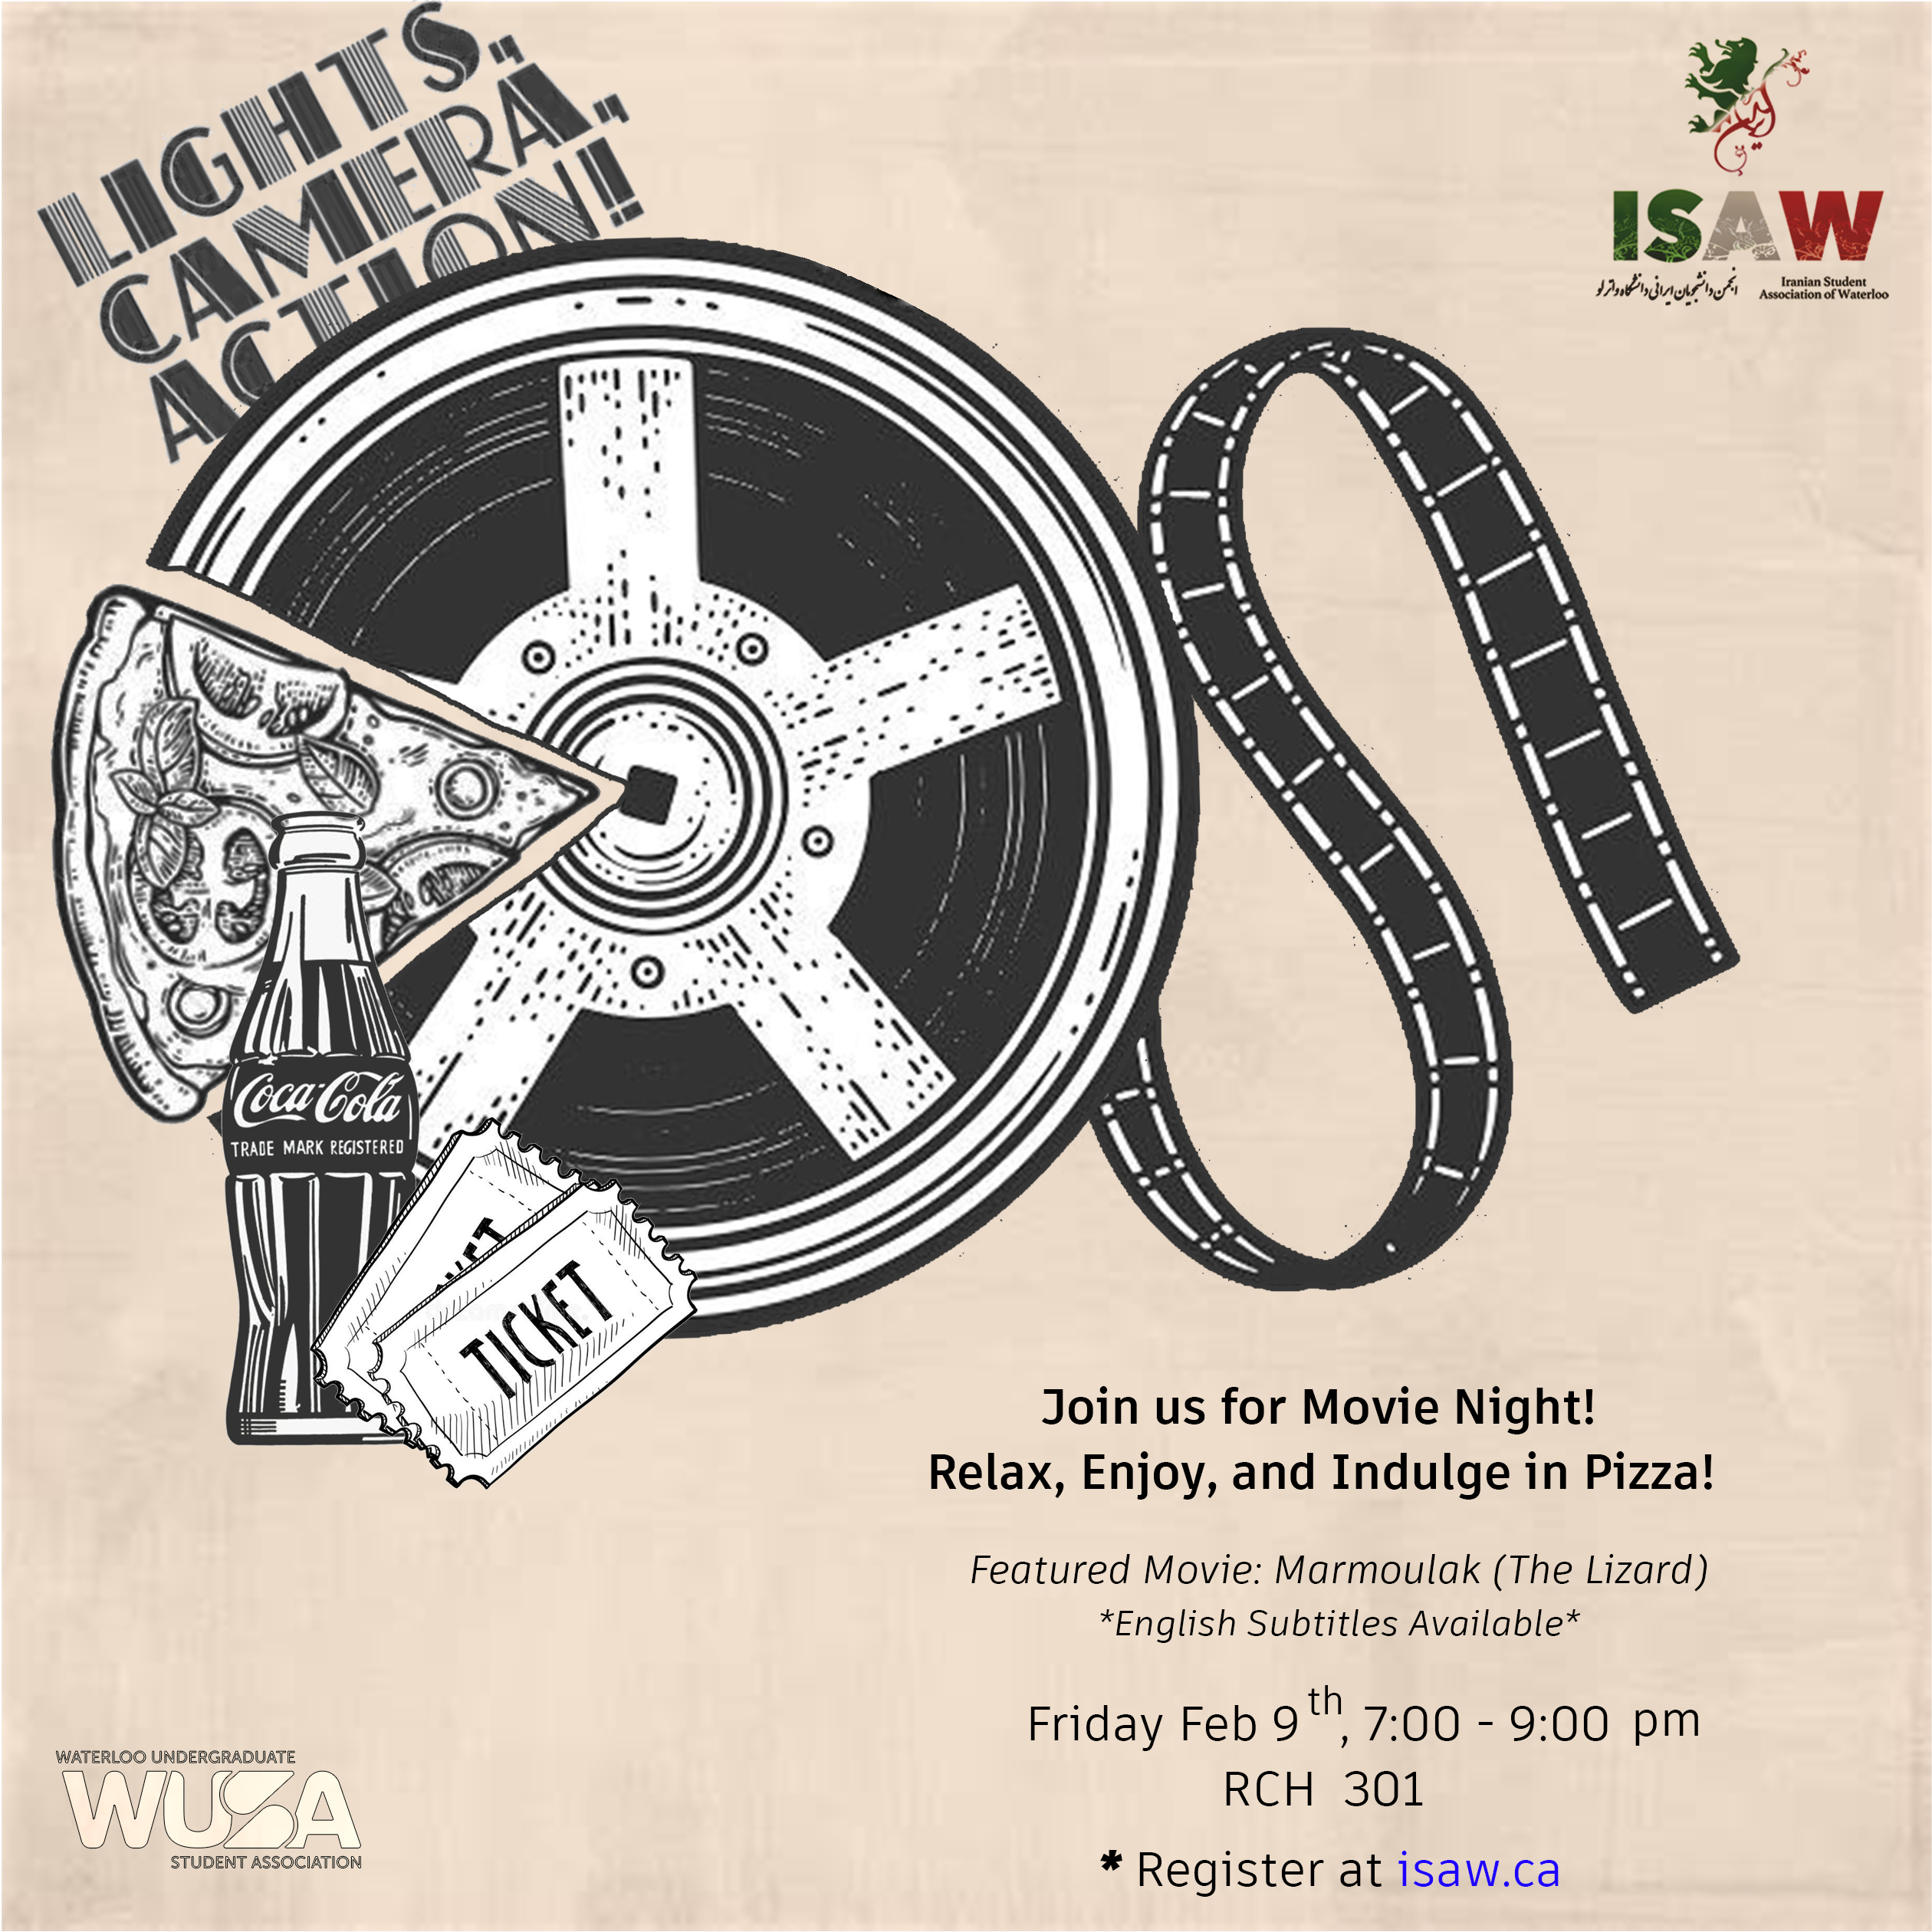 LIGHTS,
CAMERA,
ACTION!
ایران
ISAW
انجمن دانشجویان ایرانی دانشگاه واترلو
Iranian Student
Association of Waterloo
Coca-Cola
TRADE MARK REGISTERED
TICKET
Join us for Movie Night!
Relax, Enjoy, and Indulge in Pizza!
Featured Movie: Marmoulak (The Lizard)
*English Subtitles Available*
Friday Feb 9th, 7:00 - 9:00 pm
RCH 301
* Register at isaw.ca
WATERLOO UNDERGRADUATE
WUSA
STUDENT ASSOCIATION